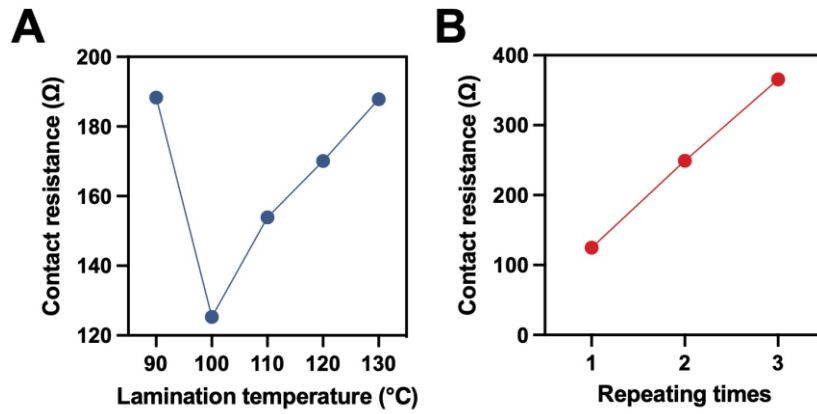 A
200
180
160
140
120
Contact resistance (Ω)
90 100 110 120 130
Lamination temperature (°C)
B
400
300
200
100
0
Contact resistance (Ω)
1 2 3
Repeating times